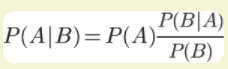 P(A|B) = P(A) P(B|A) / P(B)